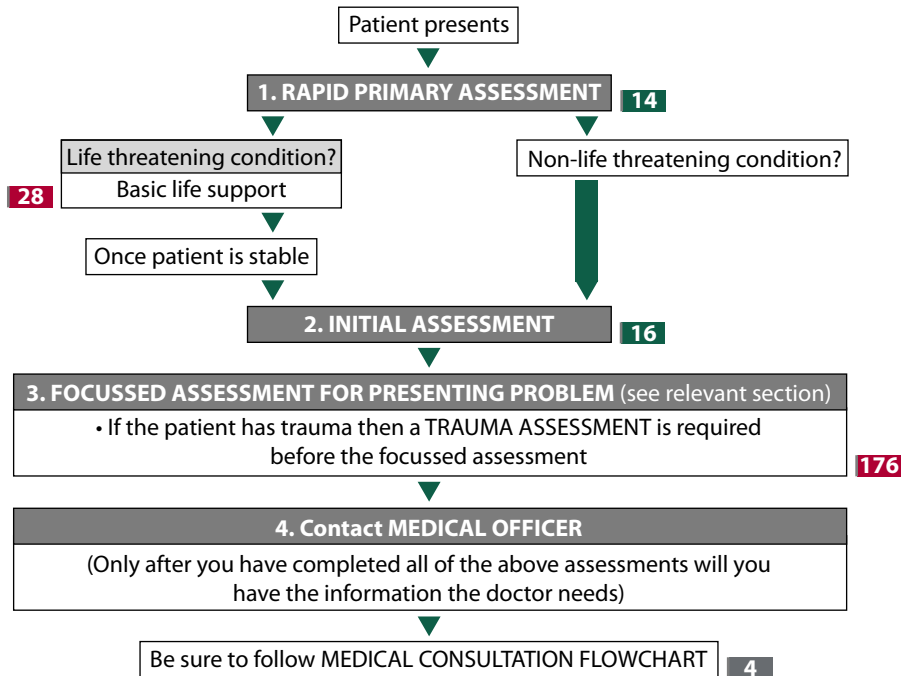 Patient presents
1. RAPID PRIMARY ASSESSMENT
14
Life threatening condition?
Non-life threatening condition?
Basic life support
28
Once patient is stable
2. INITIAL ASSESSMENT
16
3. FOCUSSED ASSESSMENT FOR PRESENTING PROBLEM (see relevant section)
• If the patient has trauma then a TRAUMA ASSESSMENT is required
before the focussed assessment
176
4. Contact MEDICAL OFFICER
(Only after you have completed all of the above assessments will you
have the information the doctor needs)
Be sure to follow MEDICAL CONSULTATION FLOWCHART
4